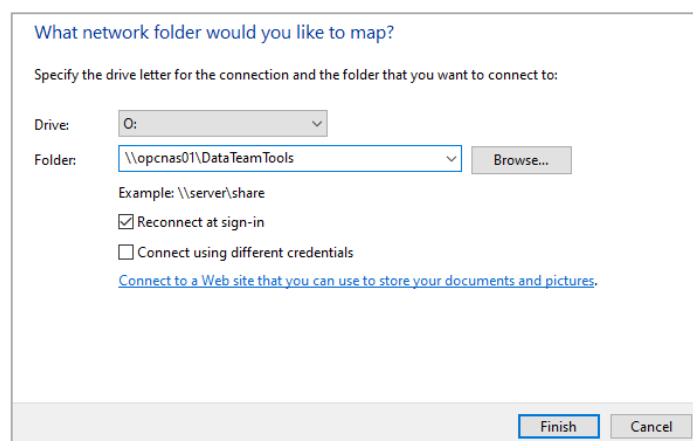 What network folder would you like to map?
Specify the drive letter for the connection and the folder that you want to connect to:
Drive: O:
Folder: \\opcnas01\DataTeamTools Browse...
Example: \\server\share
Reconnect at sign-in
Connect using different credentials
Connect to a Web site that you can use to store your documents and pictures.
Finish Cancel